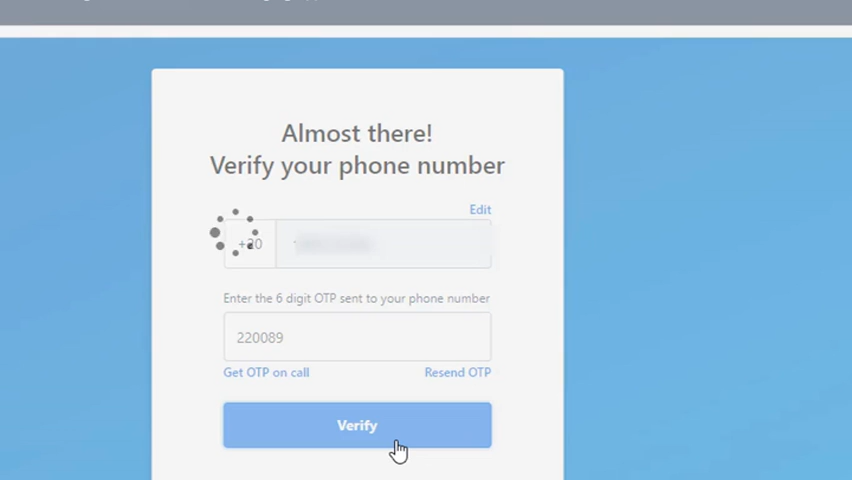 Almost there!
Verify your phone number
Edit
+20
Enter the 6 digit OTP sent to your phone number
220089
Get OTP on call
Resend OTP
Verify